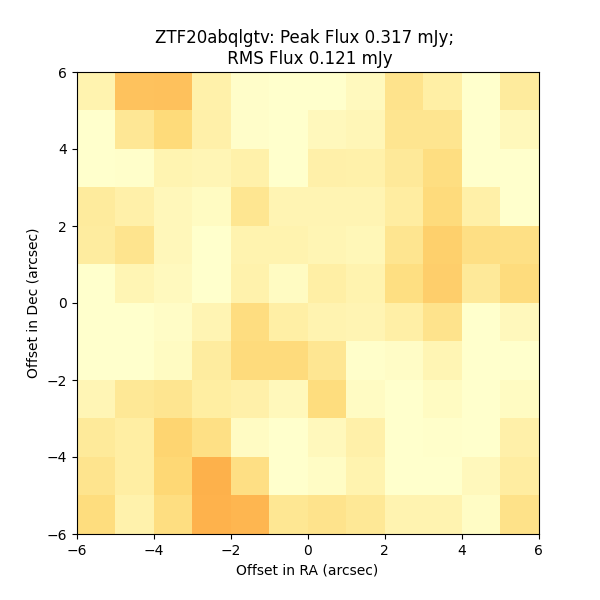 ZTF20abqlgtv: Peak Flux 0.317 mJy;
RMS Flux 0.121 mJy
6
4
2
0
−2
−4
−6
Offset in Dec (arcsec)
−6 −4 −2 0 2 4 6
Offset in RA (arcsec)